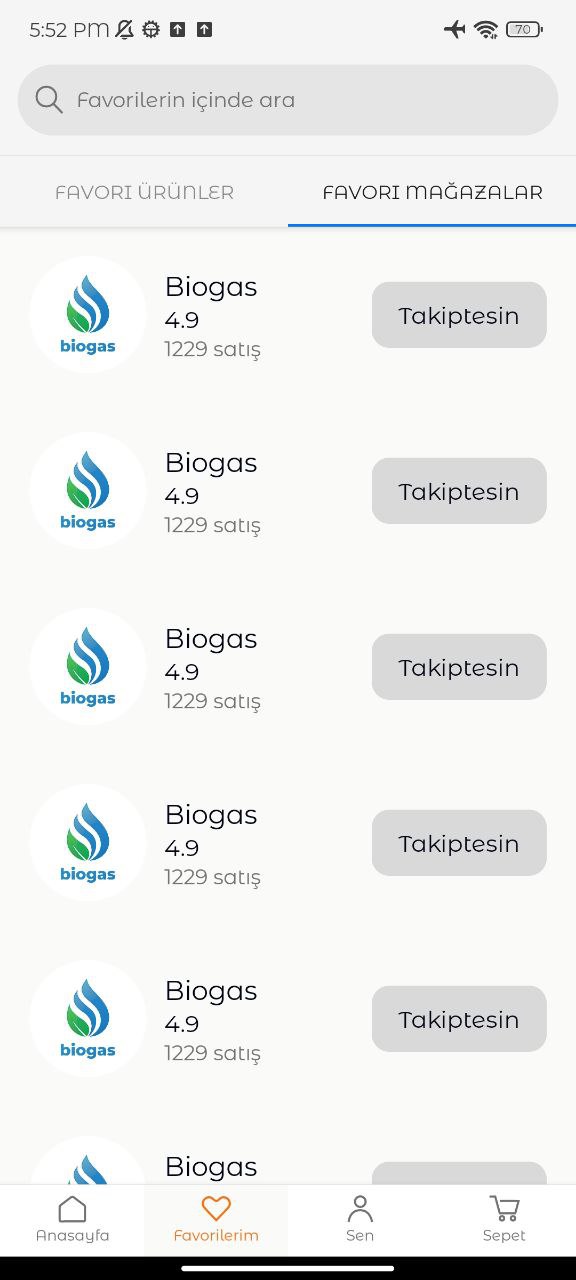 5:52 PM
70
Favorilerin içinde ara
FAVORI ÜRÜNLER
FAVORI MAĞAZALAR
biogas
Biogas
4.9
1229 satış
Takiptesin
biogas
Biogas
4.9
1229 satış
Takiptesin
biogas
Biogas
4.9
1229 satış
Takiptesin
biogas
Biogas
4.9
1229 satış
Takiptesin
biogas
Biogas
4.9
1229 satış
Takiptesin
Biogas
Anasayfa
Favorilerim
Sen
Sepet